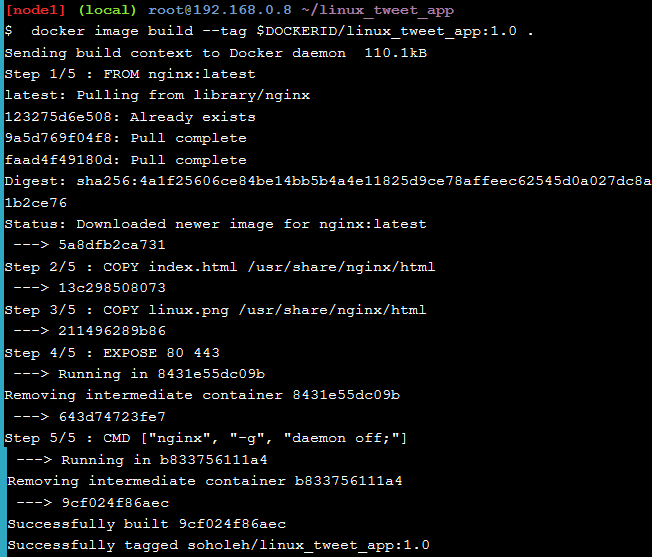 [node1] (local) root@192.168.0.8 ~/linux_tweet_app
$  docker image build --tag $DOCKERID/linux_tweet_app:1.0 .
Sending build context to Docker daemon  110.1kB
Step 1/5 : FROM nginx:latest
latest: Pulling from library/nginx
123275d6e508: Already exists
9a5d769f04f8: Pull complete
faad4f49180d: Pull complete
Digest: sha256:4a1f25606ce84be14bb5b4a4e11825d9ce78affeec62545d0a027dc8a
1b2ce76
Status: Downloaded newer image for nginx:latest
 ---> 5a8dfb2ca731
Step 2/5 : COPY index.html /usr/share/nginx/html
 ---> 13c298508073
Step 3/5 : COPY linux.png /usr/share/nginx/html
 ---> 211496289b86
Step 4/5 : EXPOSE 80 443
 ---> Running in 8431e55dc09b
Removing intermediate container 8431e55dc09b
 ---> 643d74723fe7
Step 5/5 : CMD ["nginx", "-g", "daemon off;"]
 ---> Running in b833756111a4
Removing intermediate container b833756111a4
 ---> 9cf024f86aec
Successfully built 9cf024f86aec
Successfully tagged soholeh/linux_tweet_app:1.0